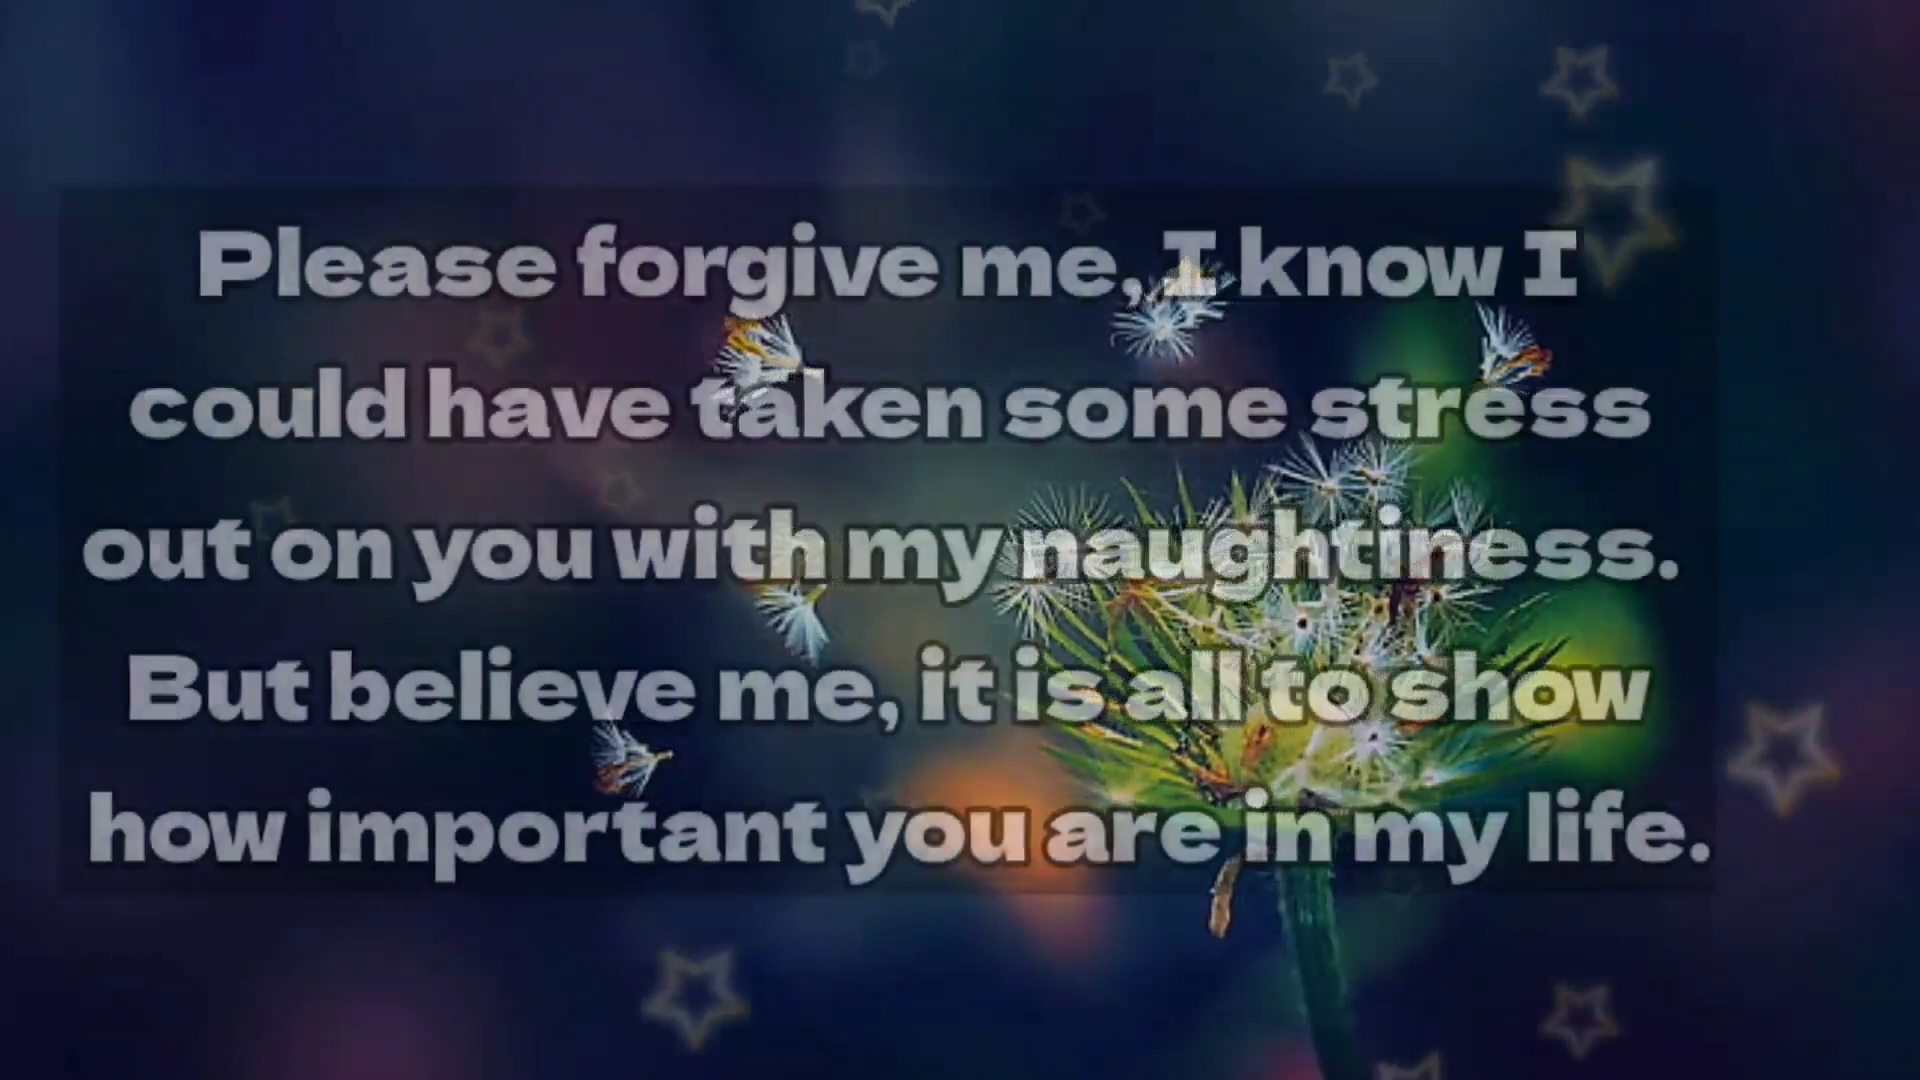 Please forgive me, I know I
could have taken some stress
out on you with my naughtiness.
But believe me, it is all to show
how important you are in my life.